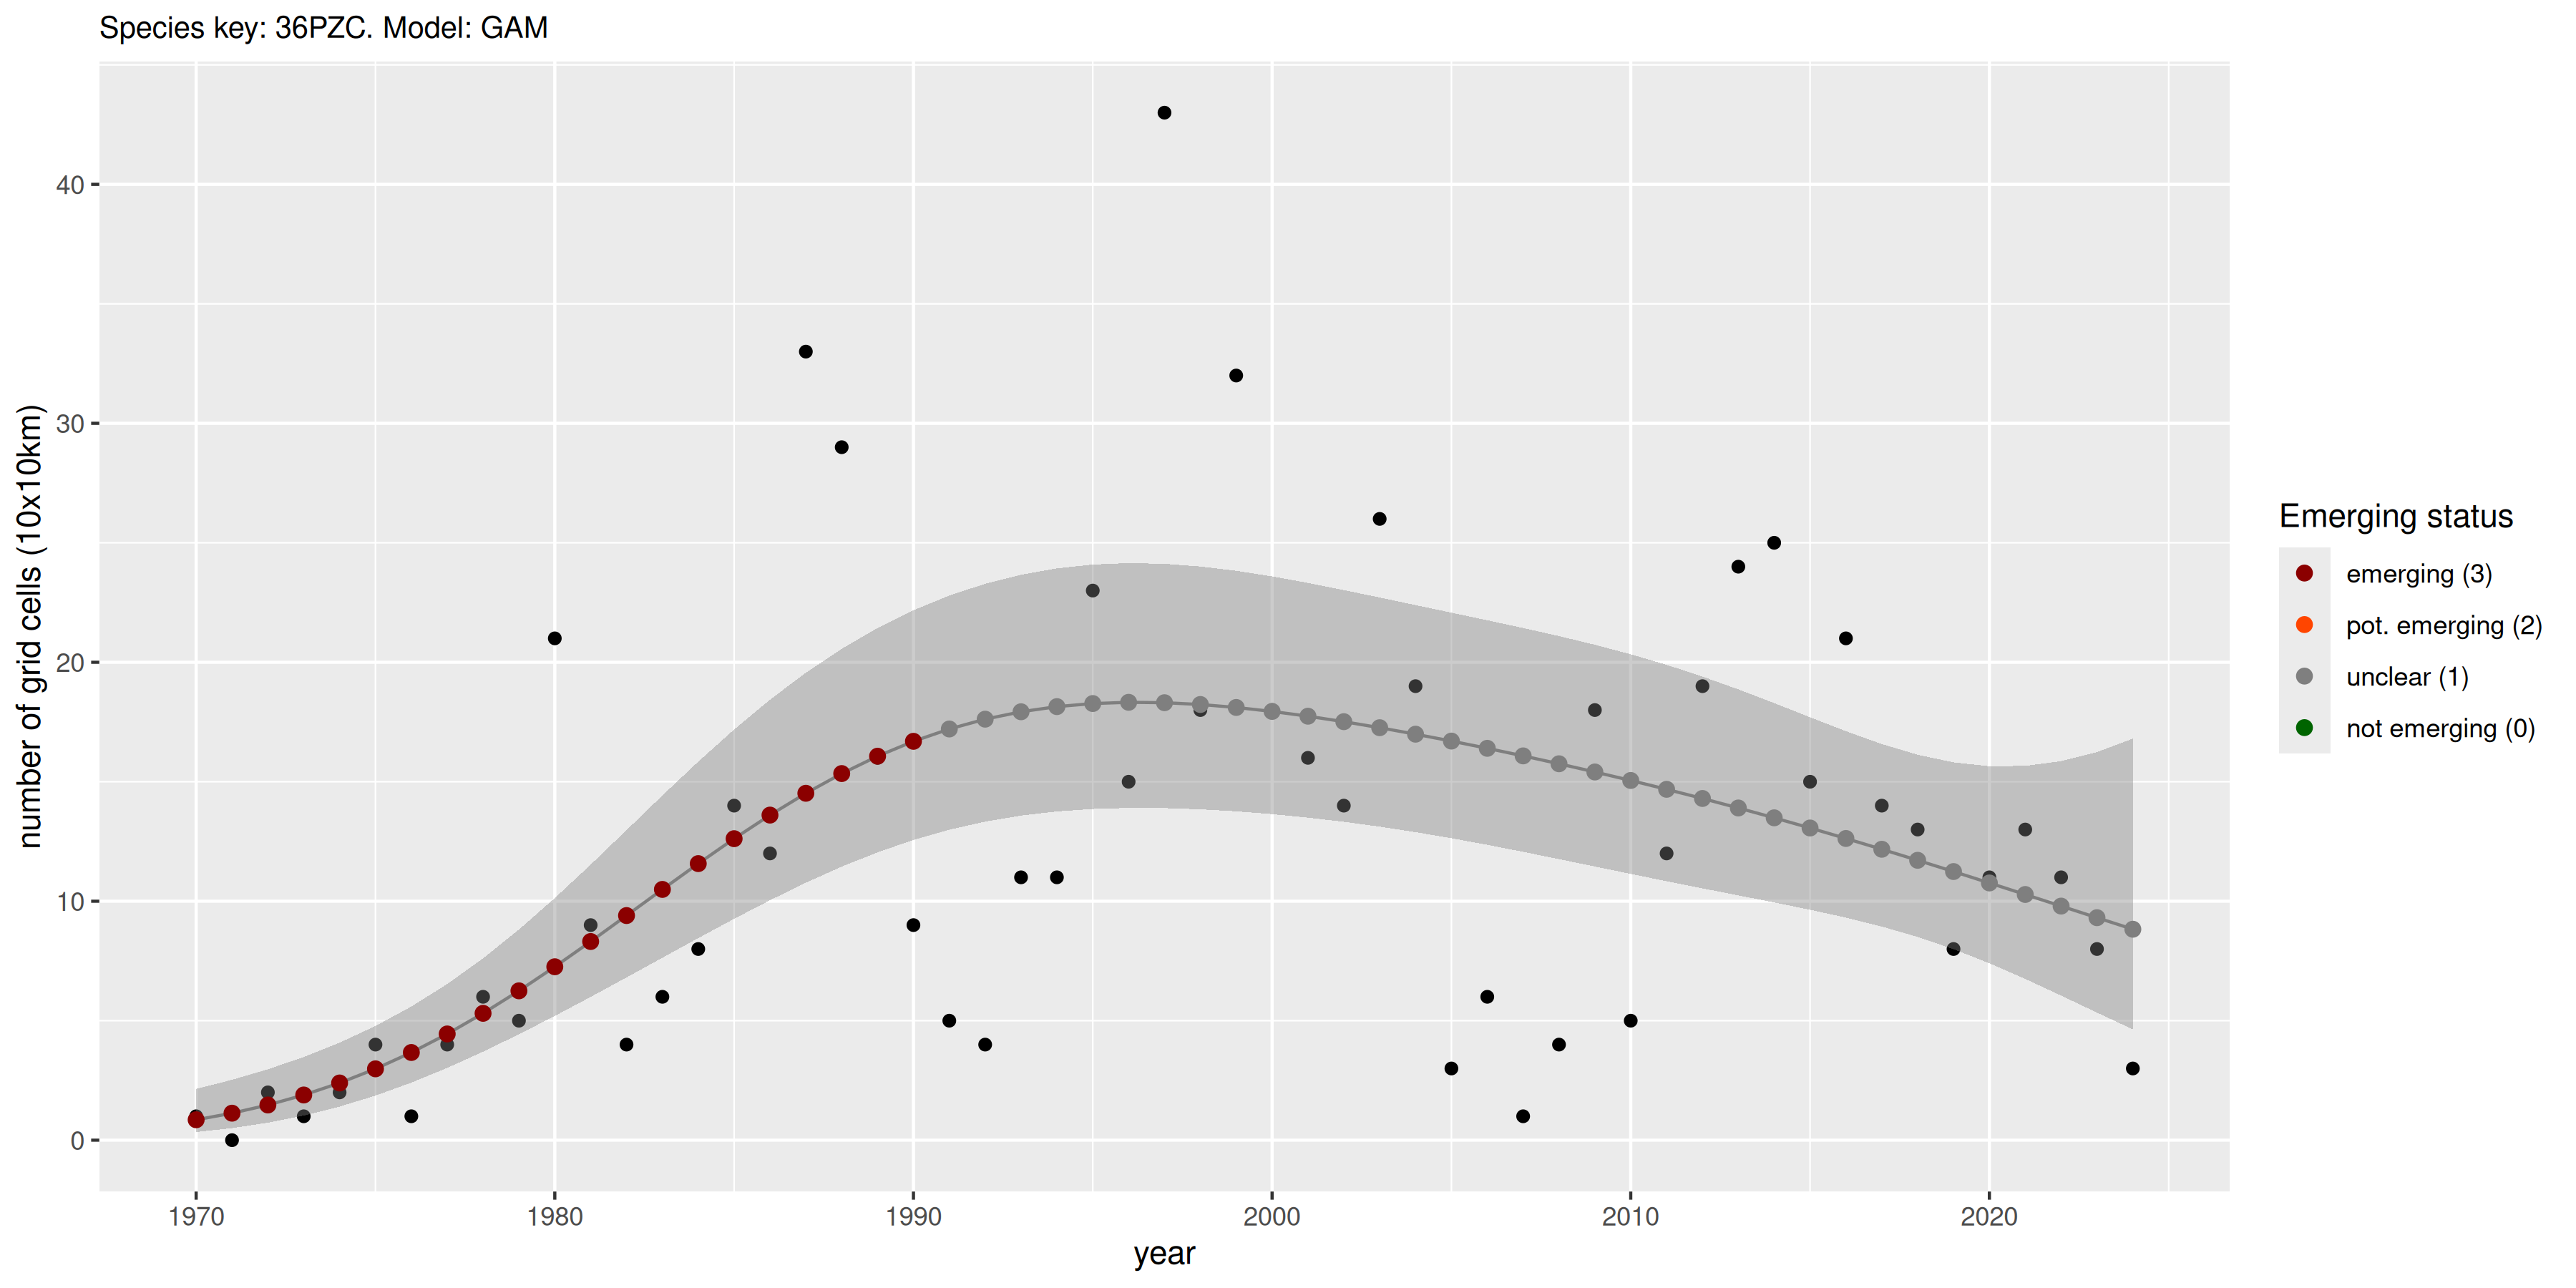 Species key: 36PZC. Model: GAM
number of grid cells (10x10km)
40
30
20
10
0
1970
1980
1990
2000
2010
2020
year
Emerging status
emerging (3)
pot. emerging (2)
unclear (1)
not emerging (0)